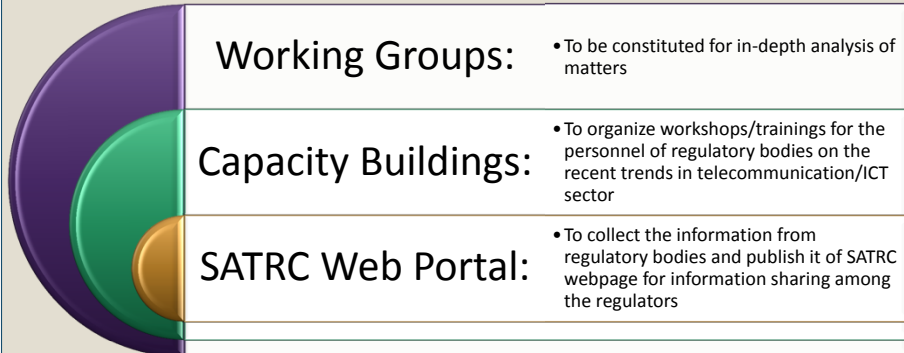 Working Groups:
•To be constituted for in-depth analysis of
matters
Capacity Buildings:
•To organize workshops/trainings for the
personnel of regulatory bodies on the
recent trends in telecommunication/ICT
sector
SATRC Web Portal:
•To collect the information from
regulatory bodies and publish it of SATRC
webpage for information sharing among
the regulators